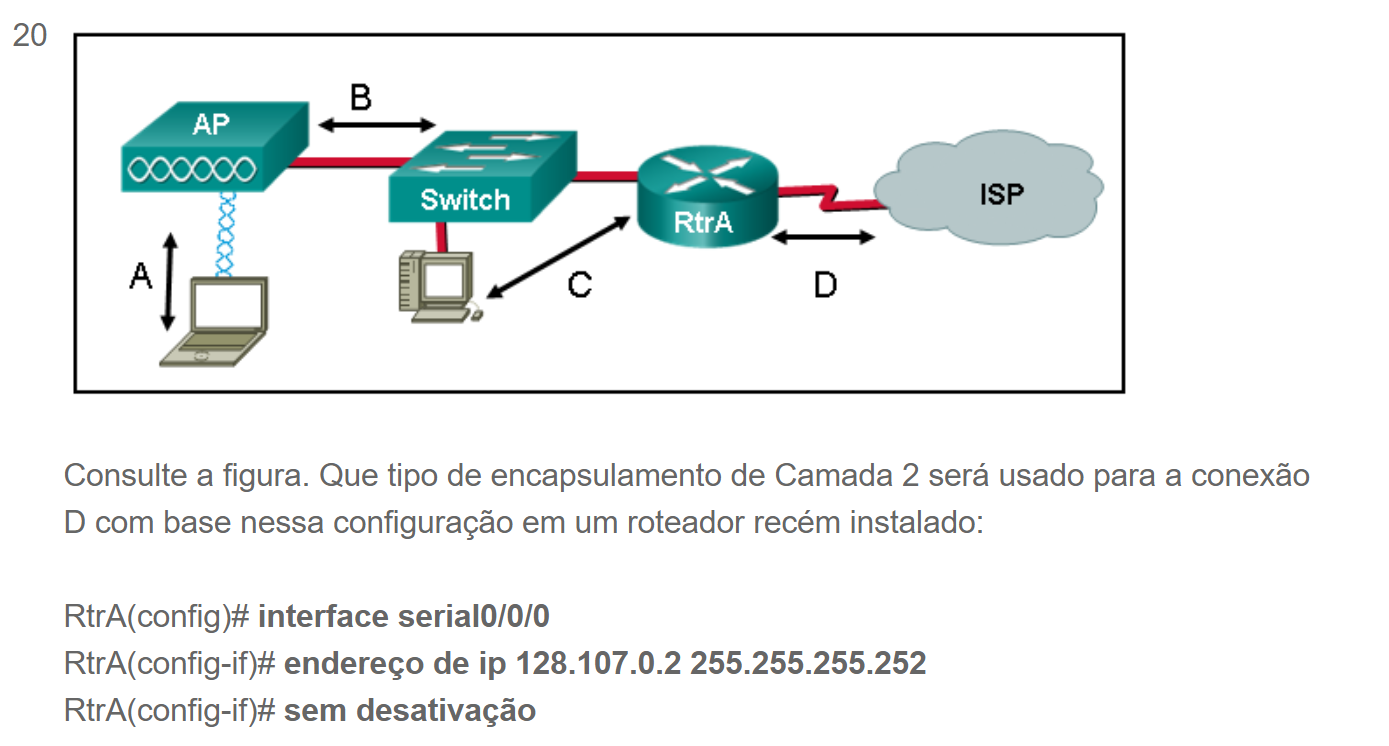 20
B
AP
Switch
RtrA
ISP
A
C
D
Consulte a figura. Que tipo de encapsulamento de Camada 2 será usado para a conexão
D com base nessa configuração em um roteador recém instalado:
RtrA(config)# interface serial0/0/0
RtrA(config-if)# endereço de ip 128.107.0.2 255.255.255.252
RtrA(config-if)# sem desativação